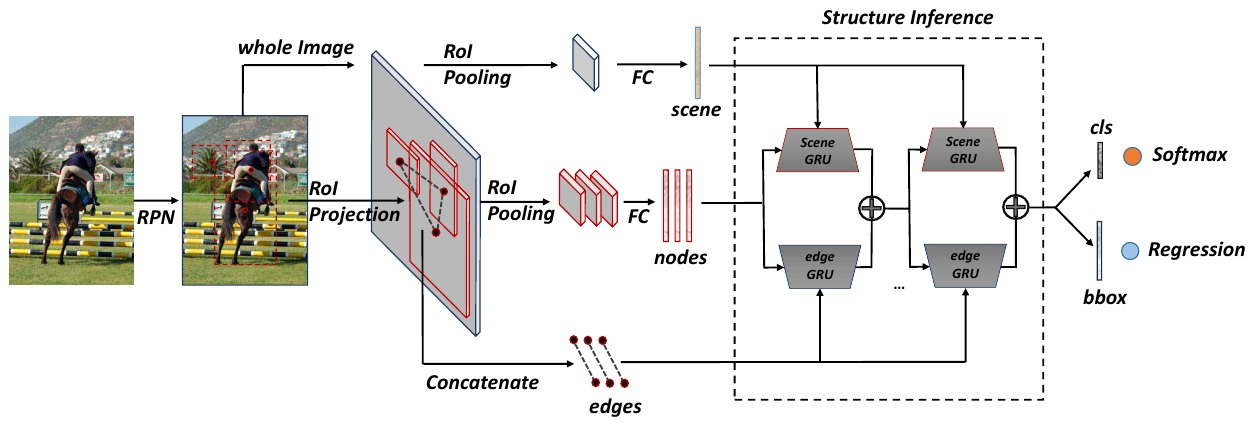 Structure Inference
whole Image
RoI
Pooling
FC
scene
Scene
GRU
Scene
GRU
cls
Softmax
RPN
RoI
Projection
RoI
Pooling
FC
nodes
edge
GRU
edge
GRU
...
Regression
bbox
Concatenate
edges